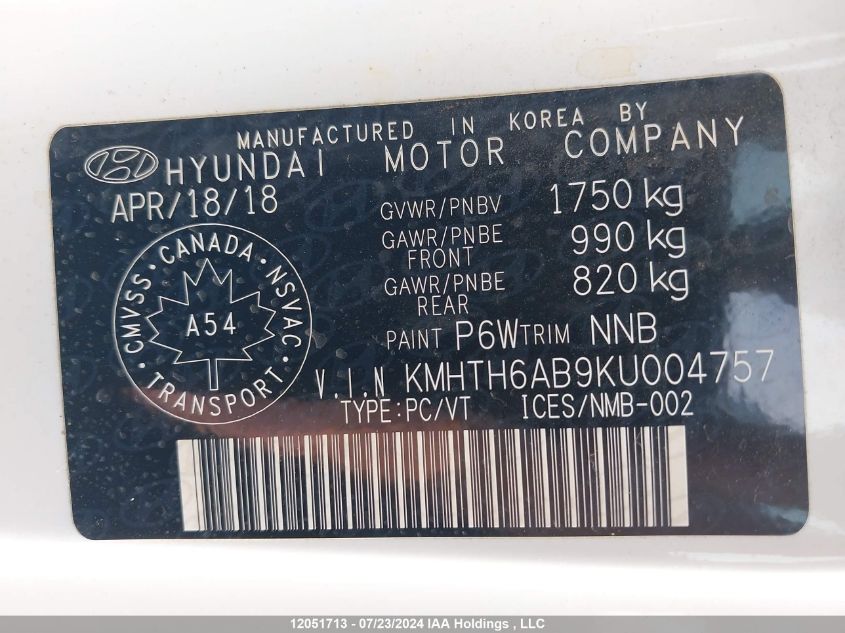 MANUFACTURED IN KOREA BY
HYUNDAI MOTOR COMPANY
APR/18/18
GVWR/PNBV 1750 kg
GAWR/PNBE FRONT 990 kg
GAWR/PNBE REAR 820 kg
PAINT P6W TRIM NNB
CMVSS · CANADA · NSVAC · TRANSPORT ·
A54
V.I.N KMHTH6AB9KU004757
TYPE:PC/VT ICES/NMB-002
12051713 - 07/23/2024 IAA Holdings , LLC